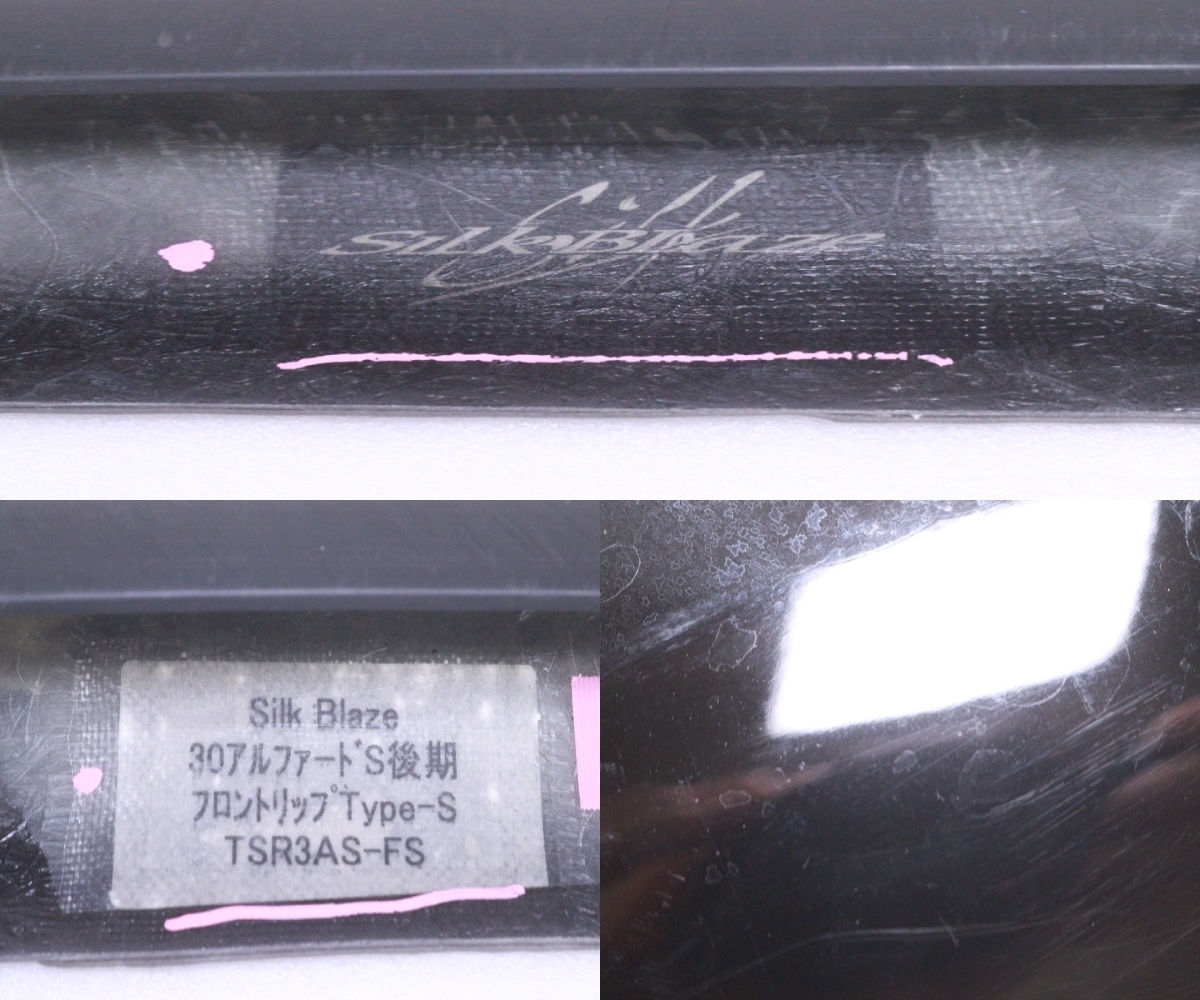 SilkBlaze
Silk Blaze
30アルファードS後期
フロントリップType-S
TSR3AS-FS